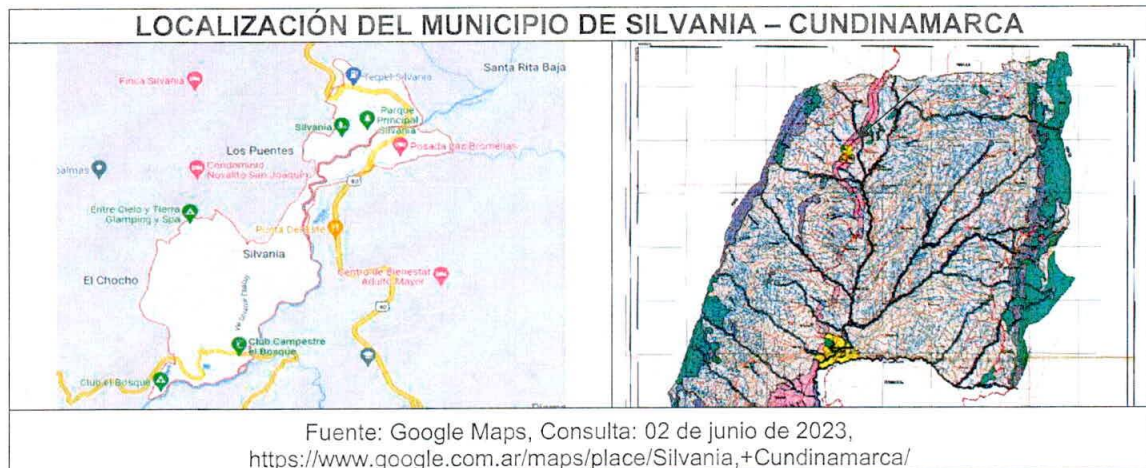 LOCALIZACIÓN DEL MUNICIPIO DE SILVANIA – CUNDINAMARCA
Santa Rita Baja
Finca Silvania
Silvania
Parque
Principal
Silvania
Los Puentes
Posada Las Bromelias
Condominio
Novalito San Joaquín
Entre Cielo y Tierra
Glamping y Spa
Punta Del Este
Silvania
El Chocho
Centro de Bienestar
Adulto Mayor
Club Campestre
el Bosque
Club el Bosque
Fuente: Google Maps, Consulta: 02 de junio de 2023,
https://www.google.com.ar/maps/place/Silvania,+Cundinamarca/